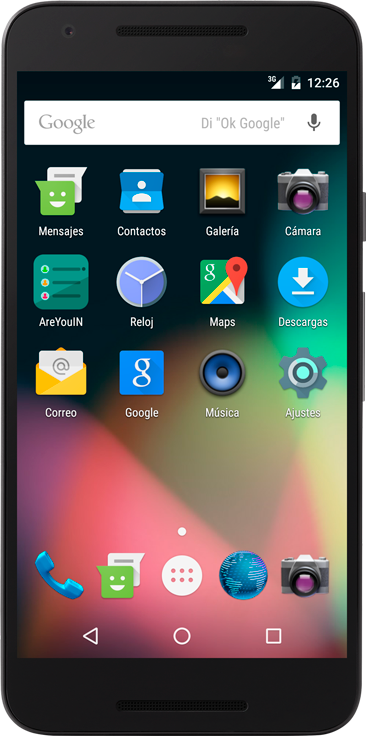 3G 12:26
Google Di "Ok Google"
Mensajes Contactos Galería Cámara
g
AreYouIN Reloj Maps Descargas
@ g
Correo Google Música Ajustes